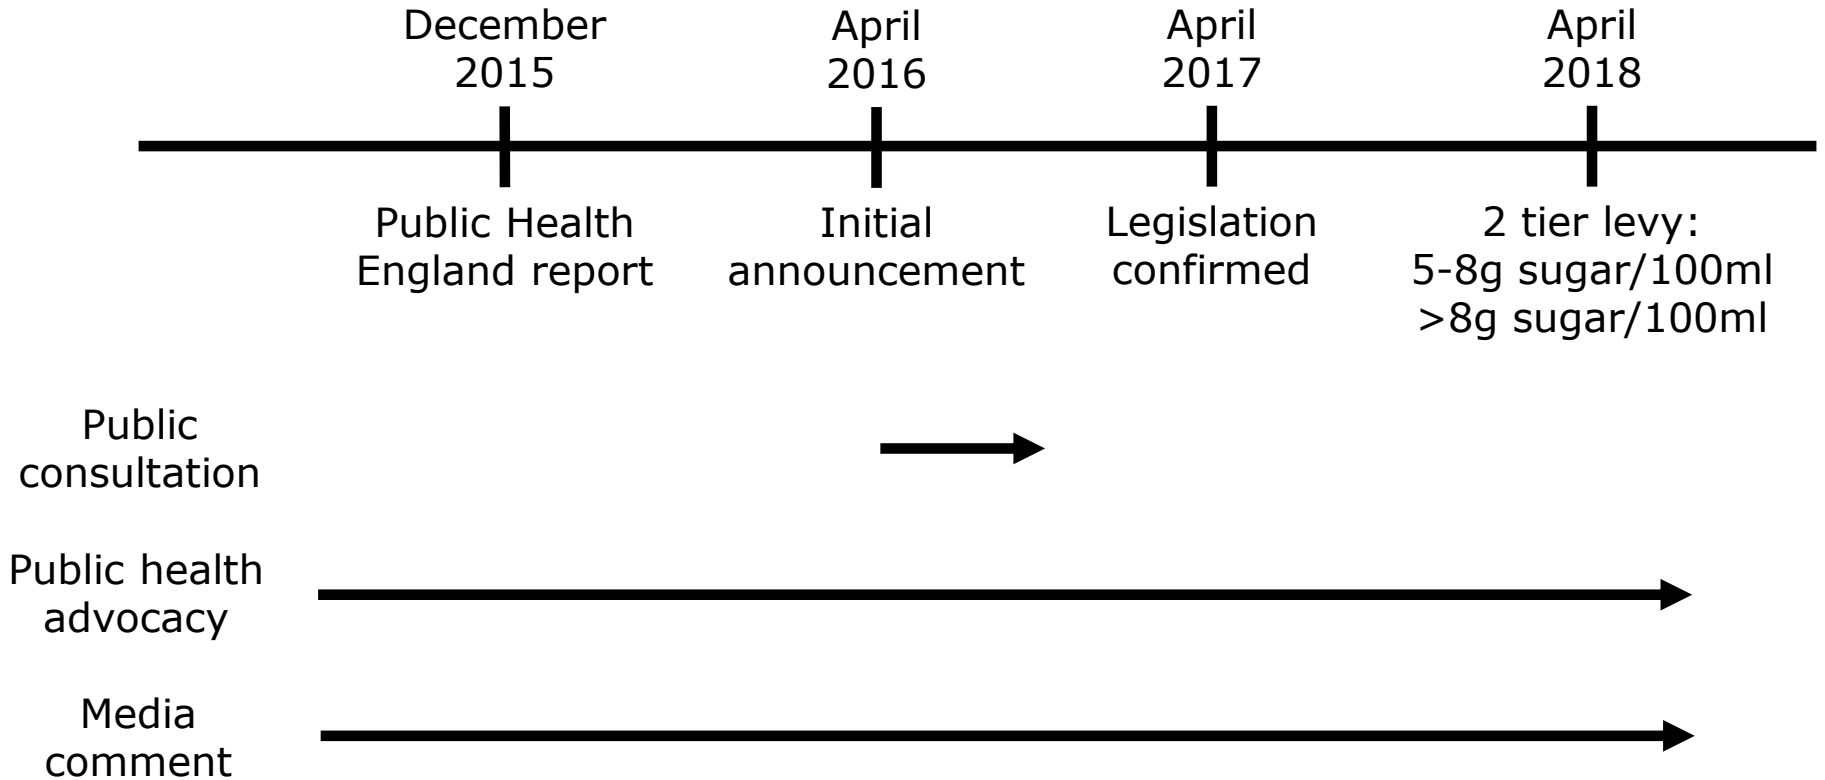 December
2015
April
2016
April
2017
April
2018
Public Health
England report
Initial
announcement
Legislation
confirmed
2 tier levy:
5-8g sugar/100ml
>8g sugar/100ml
Public
consultation
Public health
advocacy
Media
comment